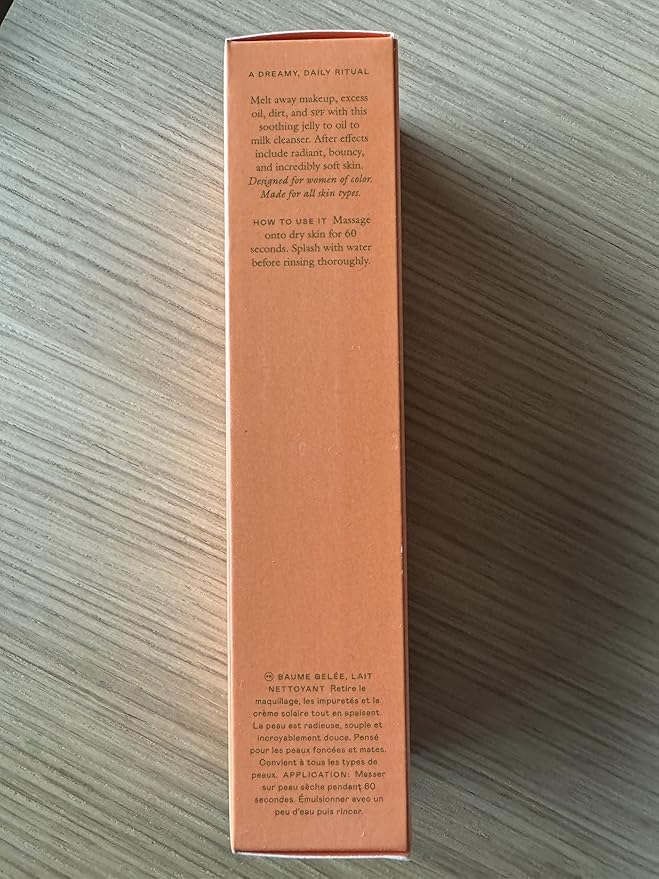 A DREAMY, DAILY RITUAL
Melt away makeup, excess
oil, dirt, and SPF with this
soothing jelly to oil to
milk cleanser. After effects
include radiant, bouncy,
and incredibly soft skin.
Designed for women of color.
Made for all skin types.
HOW TO USE IT Massage
onto dry skin for 60
seconds. Splash with water
before rinsing thoroughly.
FR BAUME GELÉE, LAIT
NETTOYANT Retire le
maquillage, les impuretés et la
crème solaire tout en apaisant.
La peau est radieuse, souple et
incroyablement douce. Pensé
pour les peaux foncées et mates.
Convient à tous les types de
peaux. APPLICATION: Masser
sur peau sèche pendant 60
secondes. Émulsionner avec un
peu d'eau puis rincer.